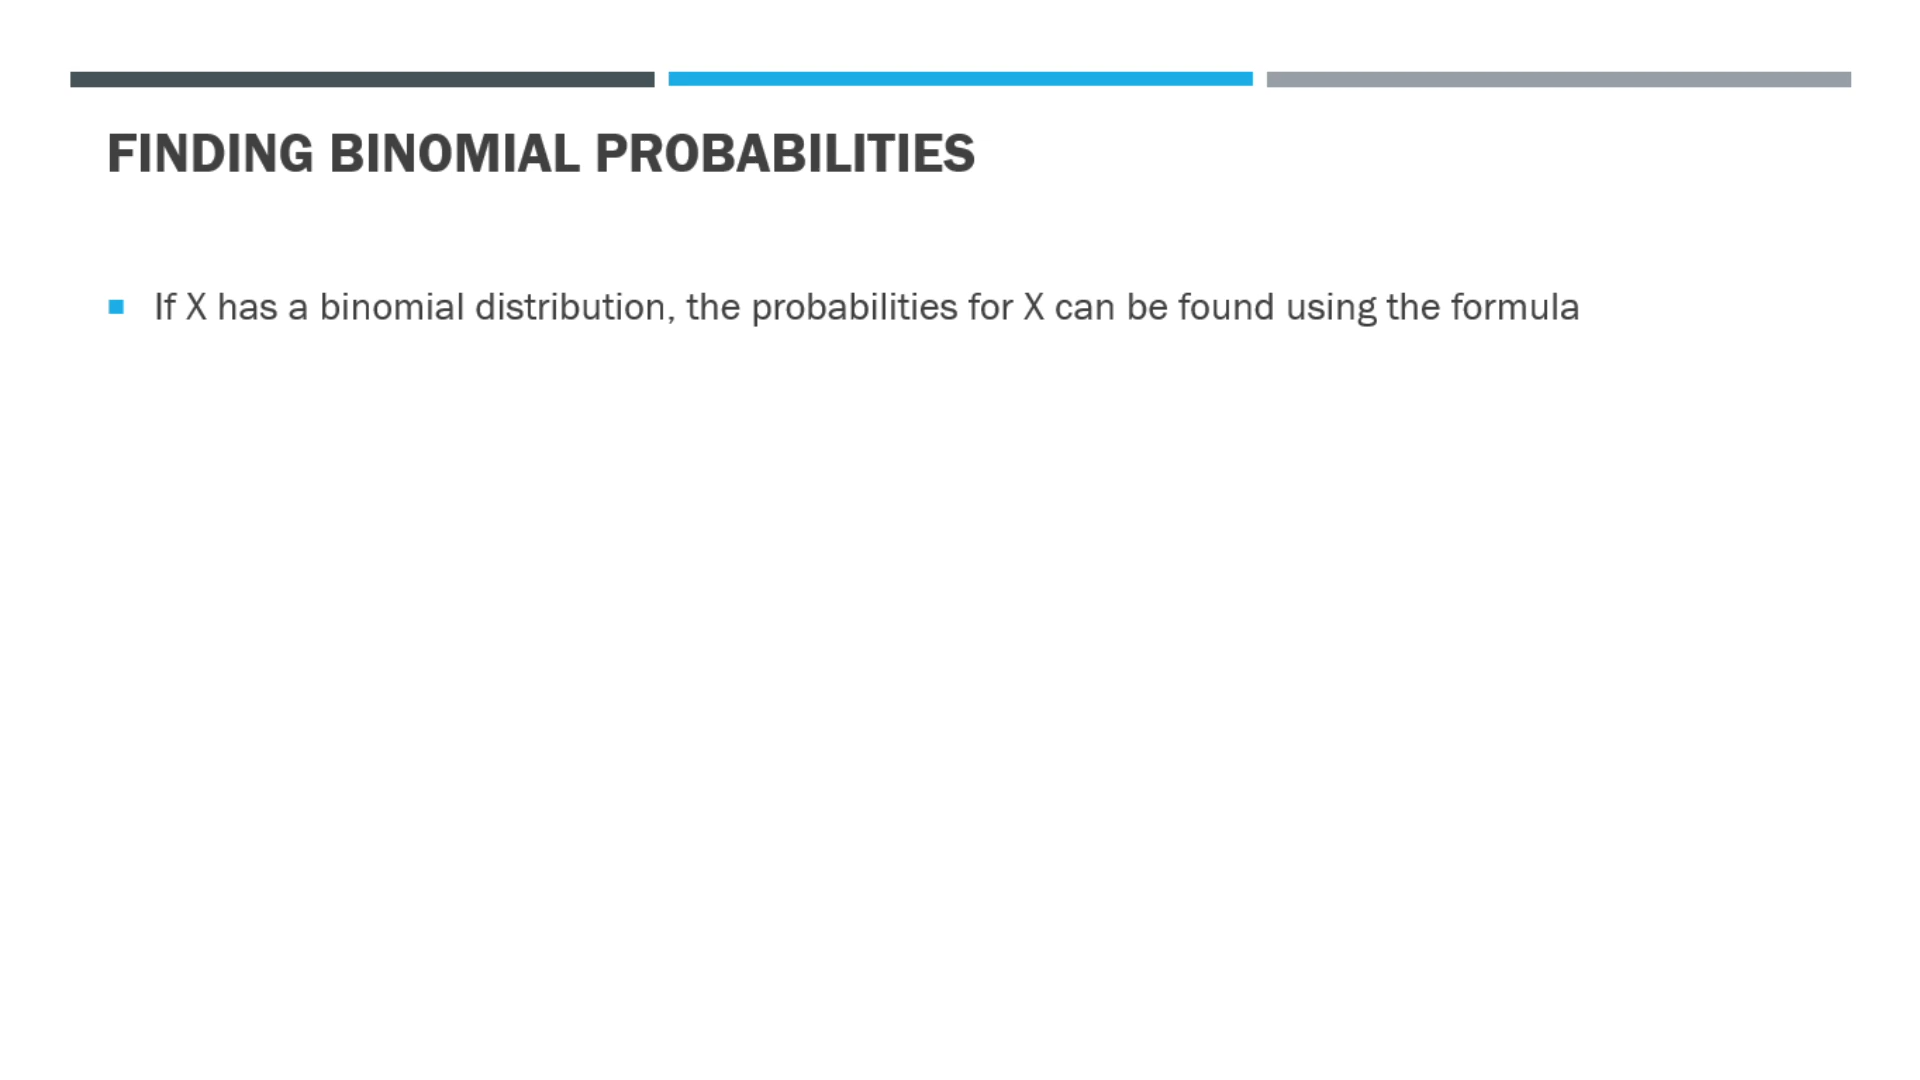 FINDING BINOMIAL PROBABILITIES
If X has a binomial distribution, the probabilities for X can be found using the formula